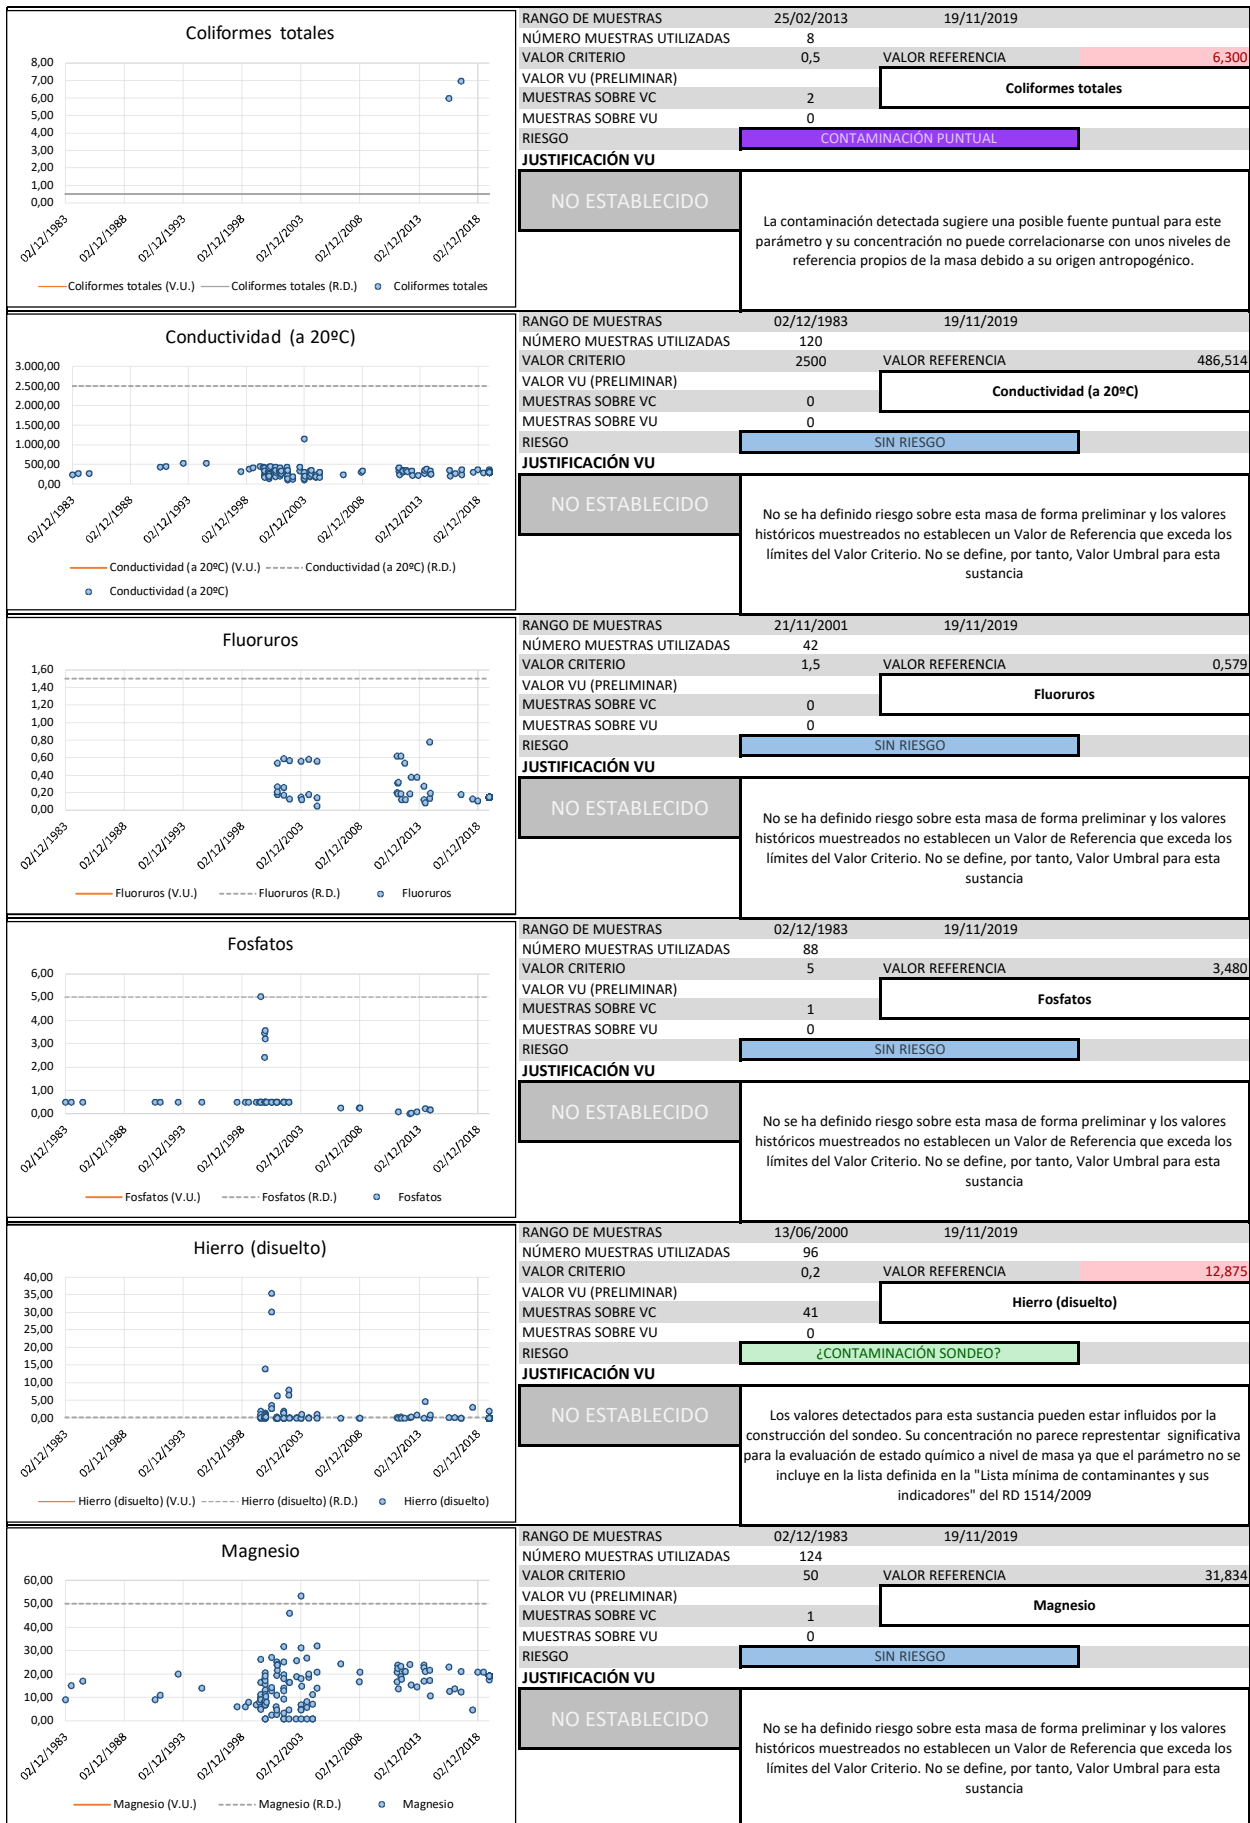 Coliformes totales
8,00
7,00
6,00
5,00
4,00
3,00
2,00
1,00
0,00
02/12/1983 02/12/1988 02/12/1993 02/12/1998 02/12/2003 02/12/2008 02/12/2013 02/12/2018
Coliformes totales (V.U.) Coliformes totales (R.D.) Coliformes totales
RANGO DE MUESTRAS 25/02/2013 19/11/2019
NÚMERO MUESTRAS UTILIZADAS 8
VALOR CRITERIO 0,5 VALOR REFERENCIA 6,300
VALOR VU (PRELIMINAR)
Coliformes totales
MUESTRAS SOBRE VC 2
MUESTRAS SOBRE VU 0
RIESGO CONTAMINACIÓN PUNTUAL
JUSTIFICACIÓN VU
NO ESTABLECIDO
La contaminación detectada sugiere una posible fuente puntual para este
parámetro y su concentración no puede correlacionarse con unos niveles de
referencia propios de la masa debido a su origen antropogénico.
Conductividad (a 20ºC)
3.000,00
2.500,00
2.000,00
1.500,00
1.000,00
500,00
0,00
02/12/1983 02/12/1988 02/12/1993 02/12/1998 02/12/2003 02/12/2008 02/12/2013 02/12/2018
Conductividad (a 20ºC) (V.U.) Conductividad (a 20ºC) (R.D.)
Conductividad (a 20ºC)
RANGO DE MUESTRAS 02/12/1983 19/11/2019
NÚMERO MUESTRAS UTILIZADAS 120
VALOR CRITERIO 2500 VALOR REFERENCIA 486,514
VALOR VU (PRELIMINAR)
Conductividad (a 20ºC)
MUESTRAS SOBRE VC 0
MUESTRAS SOBRE VU 0
RIESGO SIN RIESGO
JUSTIFICACIÓN VU
NO ESTABLECIDO
No se ha definido riesgo sobre esta masa de forma preliminar y los valores
históricos muestreados no establecen un Valor de Referencia que exceda los
límites del Valor Criterio. No se define, por tanto, Valor Umbral para esta
sustancia
Fluoruros
1,60
1,40
1,20
1,00
0,80
0,60
0,40
0,20
0,00
02/12/1983 02/12/1988 02/12/1993 02/12/1998 02/12/2003 02/12/2008 02/12/2013 02/12/2018
Fluoruros (V.U.) Fluoruros (R.D.) Fluoruros
RANGO DE MUESTRAS 21/11/2001 19/11/2019
NÚMERO MUESTRAS UTILIZADAS 42
VALOR CRITERIO 1,5 VALOR REFERENCIA 0,579
VALOR VU (PRELIMINAR)
Fluoruros
MUESTRAS SOBRE VC 0
MUESTRAS SOBRE VU 0
RIESGO SIN RIESGO
JUSTIFICACIÓN VU
NO ESTABLECIDO
No se ha definido riesgo sobre esta masa de forma preliminar y los valores
históricos muestreados no establecen un Valor de Referencia que exceda los
límites del Valor Criterio. No se define, por tanto, Valor Umbral para esta
sustancia
Fosfatos
6,00
5,00
4,00
3,00
2,00
1,00
0,00
02/12/1983 02/12/1988 02/12/1993 02/12/1998 02/12/2003 02/12/2008 02/12/2013 02/12/2018
Fosfatos (V.U.) Fosfatos (R.D.) Fosfatos
RANGO DE MUESTRAS 02/12/1983 19/11/2019
NÚMERO MUESTRAS UTILIZADAS 88
VALOR CRITERIO 5 VALOR REFERENCIA 3,480
VALOR VU (PRELIMINAR)
Fosfatos
MUESTRAS SOBRE VC 1
MUESTRAS SOBRE VU 0
RIESGO SIN RIESGO
JUSTIFICACIÓN VU
NO ESTABLECIDO
No se ha definido riesgo sobre esta masa de forma preliminar y los valores
históricos muestreados no establecen un Valor de Referencia que exceda los
límites del Valor Criterio. No se define, por tanto, Valor Umbral para esta
sustancia
Hierro (disuelto)
40,00
35,00
30,00
25,00
20,00
15,00
10,00
5,00
0,00
02/12/1983 02/12/1988 02/12/1993 02/12/1998 02/12/2003 02/12/2008 02/12/2013 02/12/2018
Hierro (disuelto) (V.U.) Hierro (disuelto) (R.D.) Hierro (disuelto)
RANGO DE MUESTRAS 13/06/2000 19/11/2019
NÚMERO MUESTRAS UTILIZADAS 96
VALOR CRITERIO 0,2 VALOR REFERENCIA 12,875
VALOR VU (PRELIMINAR)
Hierro (disuelto)
MUESTRAS SOBRE VC 41
MUESTRAS SOBRE VU 0
RIESGO ¿CONTAMINACIÓN SONDEO?
JUSTIFICACIÓN VU
NO ESTABLECIDO
Los valores detectados para esta sustancia pueden estar influidos por la
construcción del sondeo. Su concentración no parece represtentar significativa
para la evaluación de estado químico a nivel de masa ya que el parámetro no se
incluye en la lista definida en la "Lista mínima de contaminantes y sus
indicadores" del RD 1514/2009
Magnesio
60,00
50,00
40,00
30,00
20,00
10,00
0,00
02/12/1983 02/12/1988 02/12/1993 02/12/1998 02/12/2003 02/12/2008 02/12/2013 02/12/2018
Magnesio (V.U.) Magnesio (R.D.) Magnesio
RANGO DE MUESTRAS 02/12/1983 19/11/2019
NÚMERO MUESTRAS UTILIZADAS 124
VALOR CRITERIO 50 VALOR REFERENCIA 31,834
VALOR VU (PRELIMINAR)
Magnesio
MUESTRAS SOBRE VC 1
MUESTRAS SOBRE VU 0
RIESGO SIN RIESGO
JUSTIFICACIÓN VU
NO ESTABLECIDO
No se ha definido riesgo sobre esta masa de forma preliminar y los valores
históricos muestreados no establecen un Valor de Referencia que exceda los
límites del Valor Criterio. No se define, por tanto, Valor Umbral para esta
sustancia